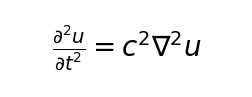 ∂²u/∂t² = c²∇²u